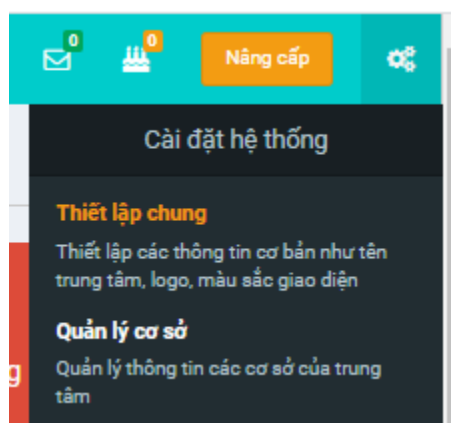 0
0
Nâng cấp
Cài đặt hệ thống
Thiết lập chung
Thiết lập các thông tin cơ bản như tên
trung tâm, logo, màu sắc giao diện
Quản lý cơ sở
g
Quản lý thông tin các cơ sở của trung
tâm